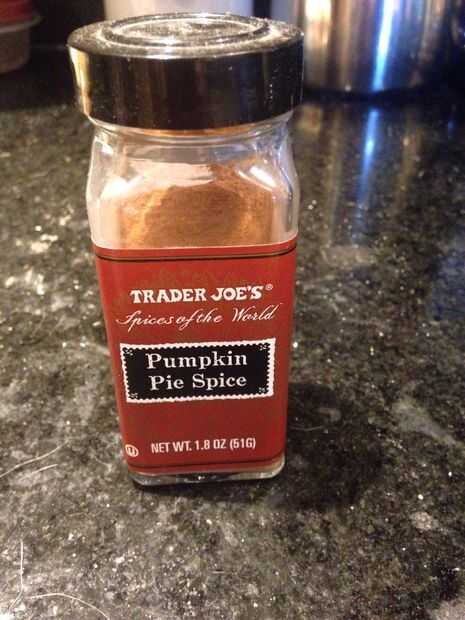 TRADER JOE'S®
Spices of the World
Pumpkin
Pie Spice
U
NET WT. 1.8 OZ (51G)